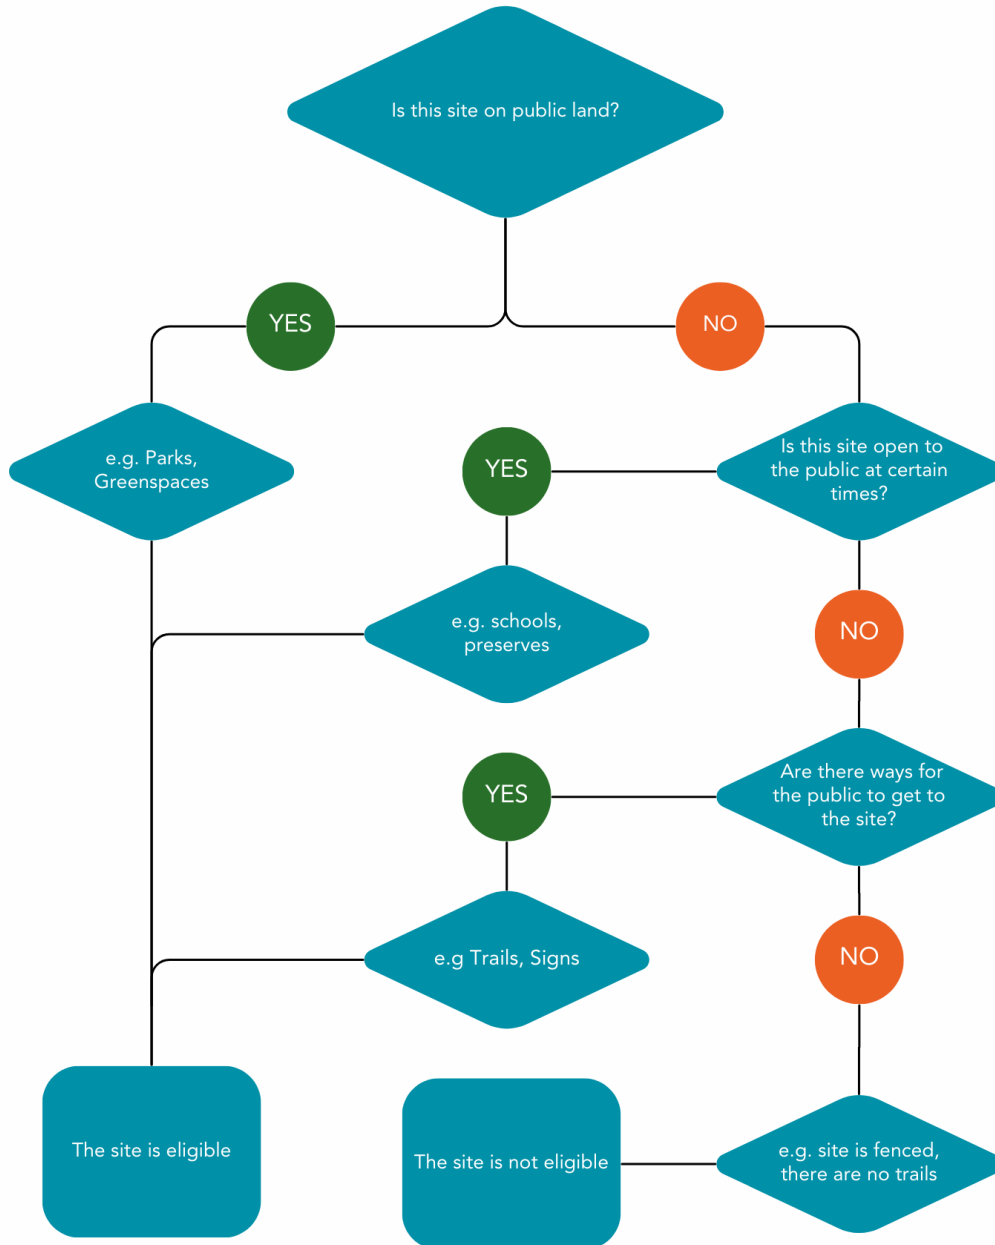 Is this site on public land?
YES
NO
e.g. Parks,
Greenspaces
YES
Is this site open to
the public at certain
times?
e.g. schools,
preserves
NO
YES
Are there ways for
the public to get to
the site?
e.g Trails, Signs
NO
The site is eligible
The site is not eligible
e.g. site is fenced,
there are no trails